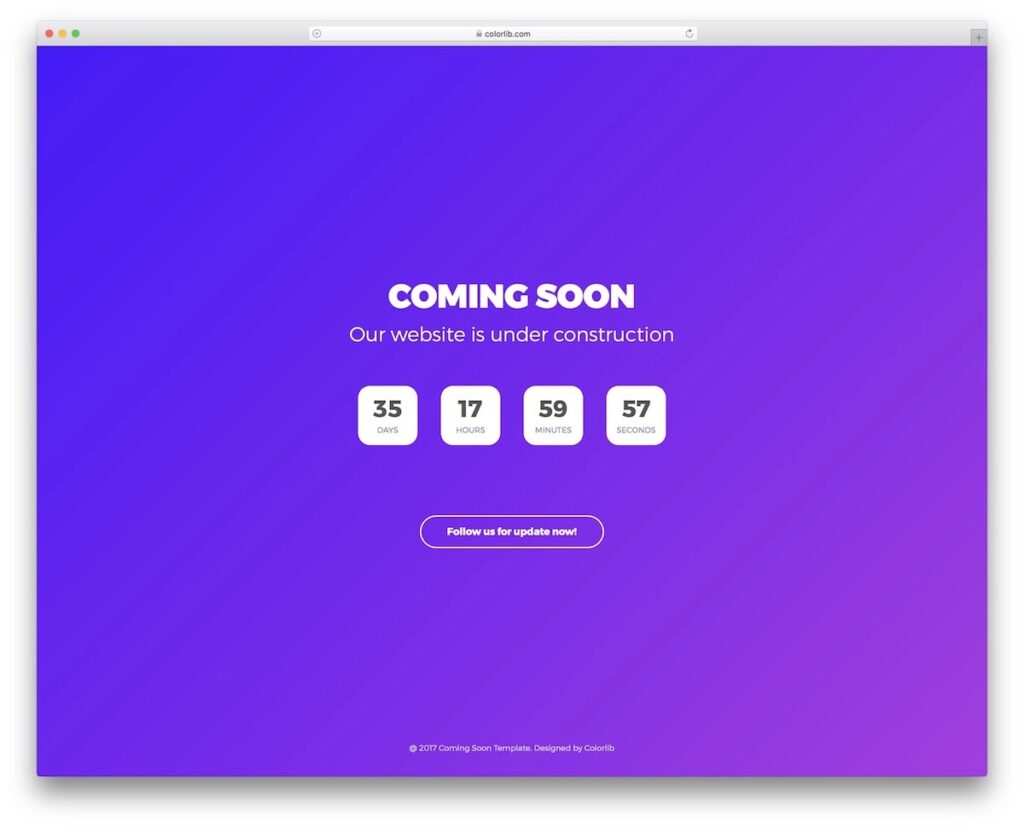 colorlib.com
COMING SOON
Our website is under construction
35 17 59 57
DAYS HOURS MINUTES SECONDS
Follow us for update now!
@ 2017 Coming Soon Template. Designed by Colorlib